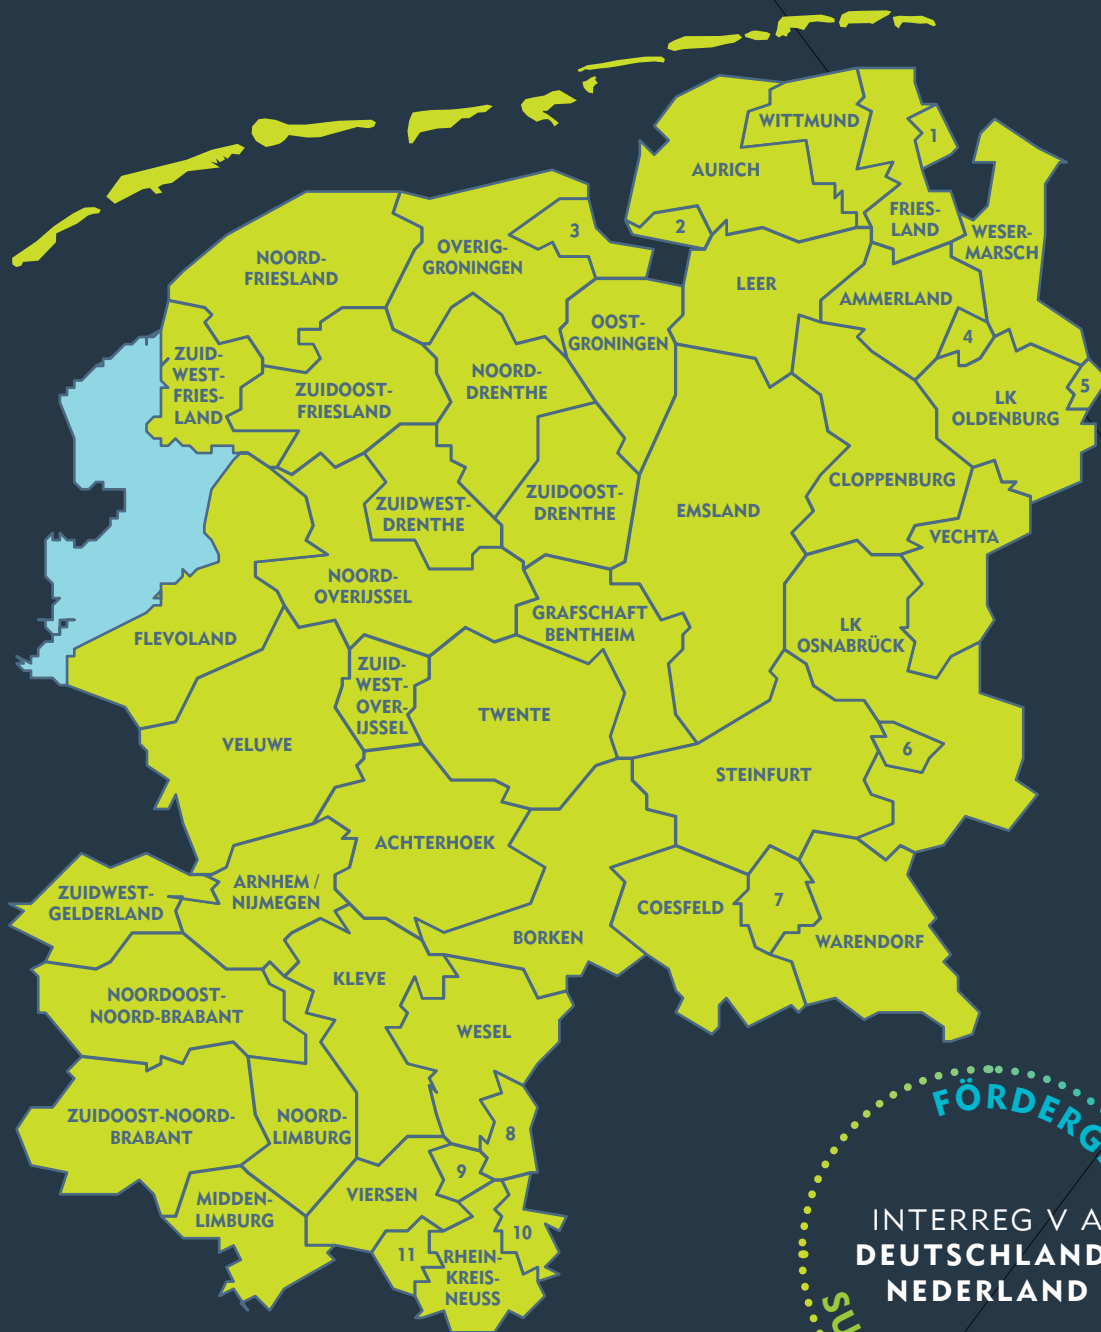 WITTMUND
1
AURICH
FRIES-
LAND
2
3
WESER-
MARSCH
OVERIG-
GRONINGEN
NOORD-
FRIESLAND
LEER
AMMERLAND
OOST-
GRONINGEN
4
ZUID-
WEST-
FRIES-
LAND
NOORD-
DRENTHE
ZUIDOOST-
FRIESLAND
5
LK
OLDENBURG
CLOPPENBURG
ZUIDWEST-
DRENTHE
ZUIDOOST-
DRENTHE
EMSLAND
VECHTA
NOORD-
OVERIJSSEL
GRAFSCHAFT
BENTHEIM
FLEVOLAND
LK
OSNABRÜCK
ZUID-
WEST-
OVER-
IJSSEL
TWENTE
VELUWE
6
STEINFURT
ACHTERHOEK
ZUIDWEST-
GELDERLAND
ARNHEM /
NIJMEGEN
COESFELD
7
BORKEN
WARENDORF
KLEVE
NOORDOOST-
NOORD-BRABANT
WESEL
ZUIDOOST-NOORD-
BRABANT
NOORD-
LIMBURG
8
9
VIERSEN
MIDDEN-
LIMBURG
10
11
RHEIN-
KREIS-
NEUSS
FÖRDERG
INTERREG V A
DEUTSCHLAND
NEDERLAND
SU